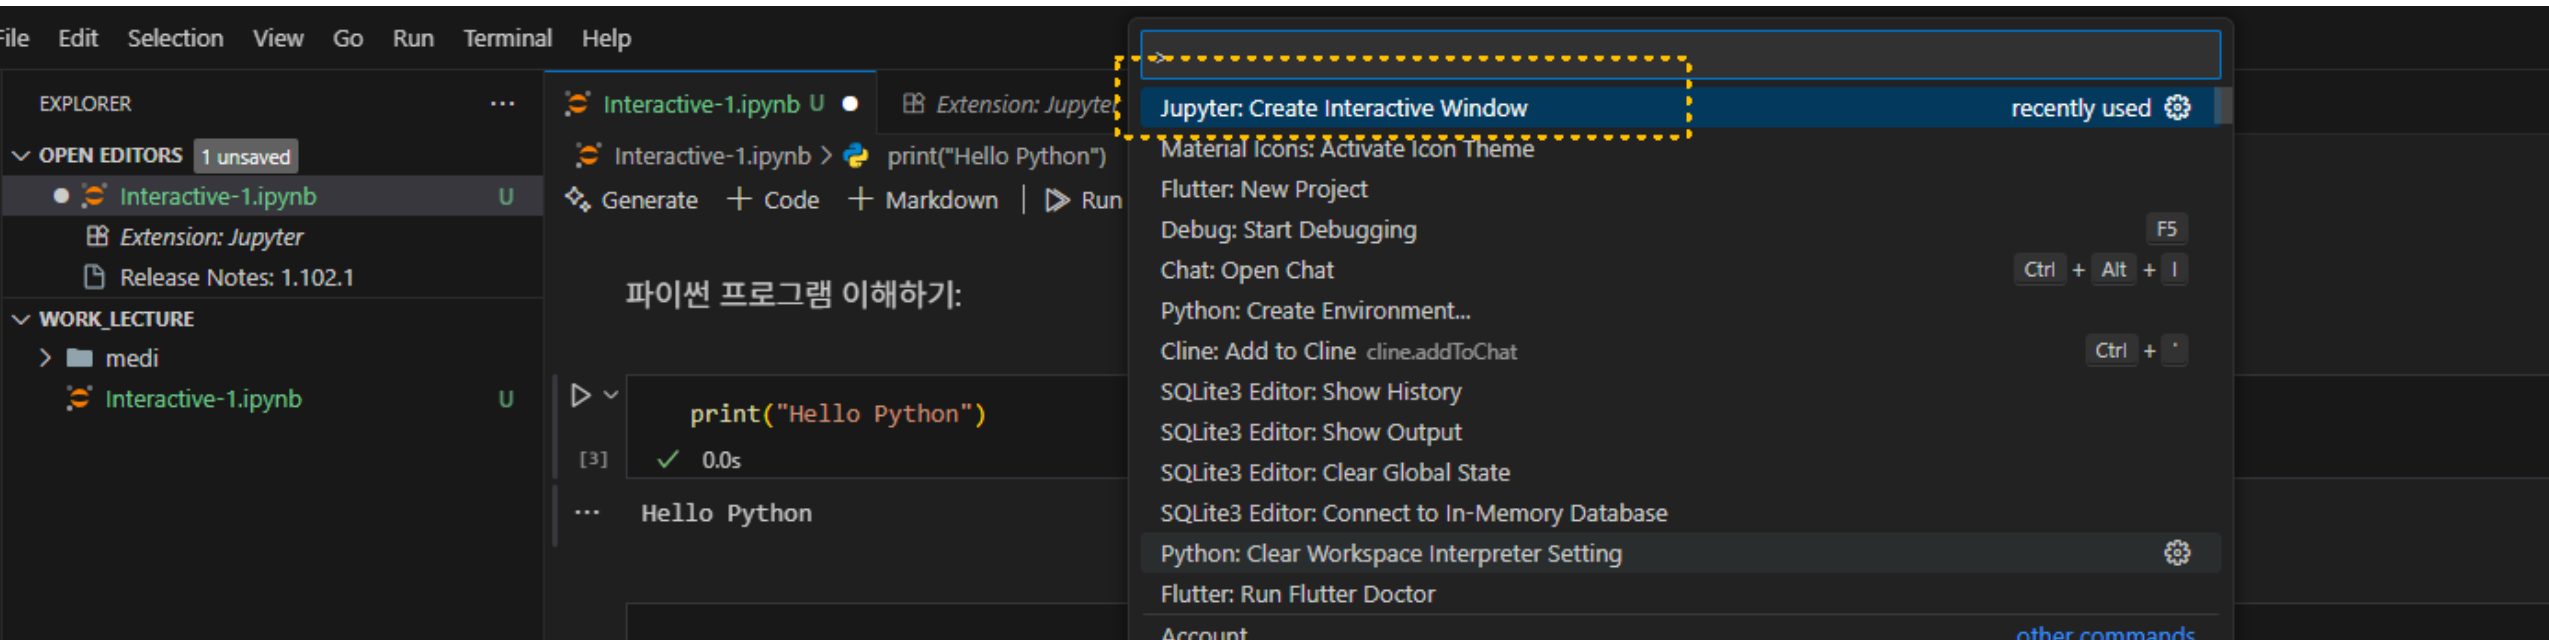 File Edit Selection View Go Run Terminal Help
EXPLORER
OPEN EDITORS 1 unsaved
Interactive-1.ipynb U
Extension: Jupyter
Release Notes: 1.102.1
WORK_LECTURE
medi
Interactive-1.ipynb U
Interactive-1.ipynb U
Extension: Jupyter
Interactive-1.ipynb > print("Hello Python")
Generate + Code + Markdown | Run
파이썬 프로그램 이해하기:
print("Hello Python")
[3] 0.0s
Hello Python
>
Jupyter: Create Interactive Window recently used
Material Icons: Activate Icon Theme
Flutter: New Project
Debug: Start Debugging F5
Chat: Open Chat Ctrl + Alt + I
Python: Create Environment...
Cline: Add to Cline cline.addToChat Ctrl + '
SQLite3 Editor: Show History
SQLite3 Editor: Show Output
SQLite3 Editor: Clear Global State
SQLite3 Editor: Connect to In-Memory Database
Python: Clear Workspace Interpreter Setting
Flutter: Run Flutter Doctor
Account other commands